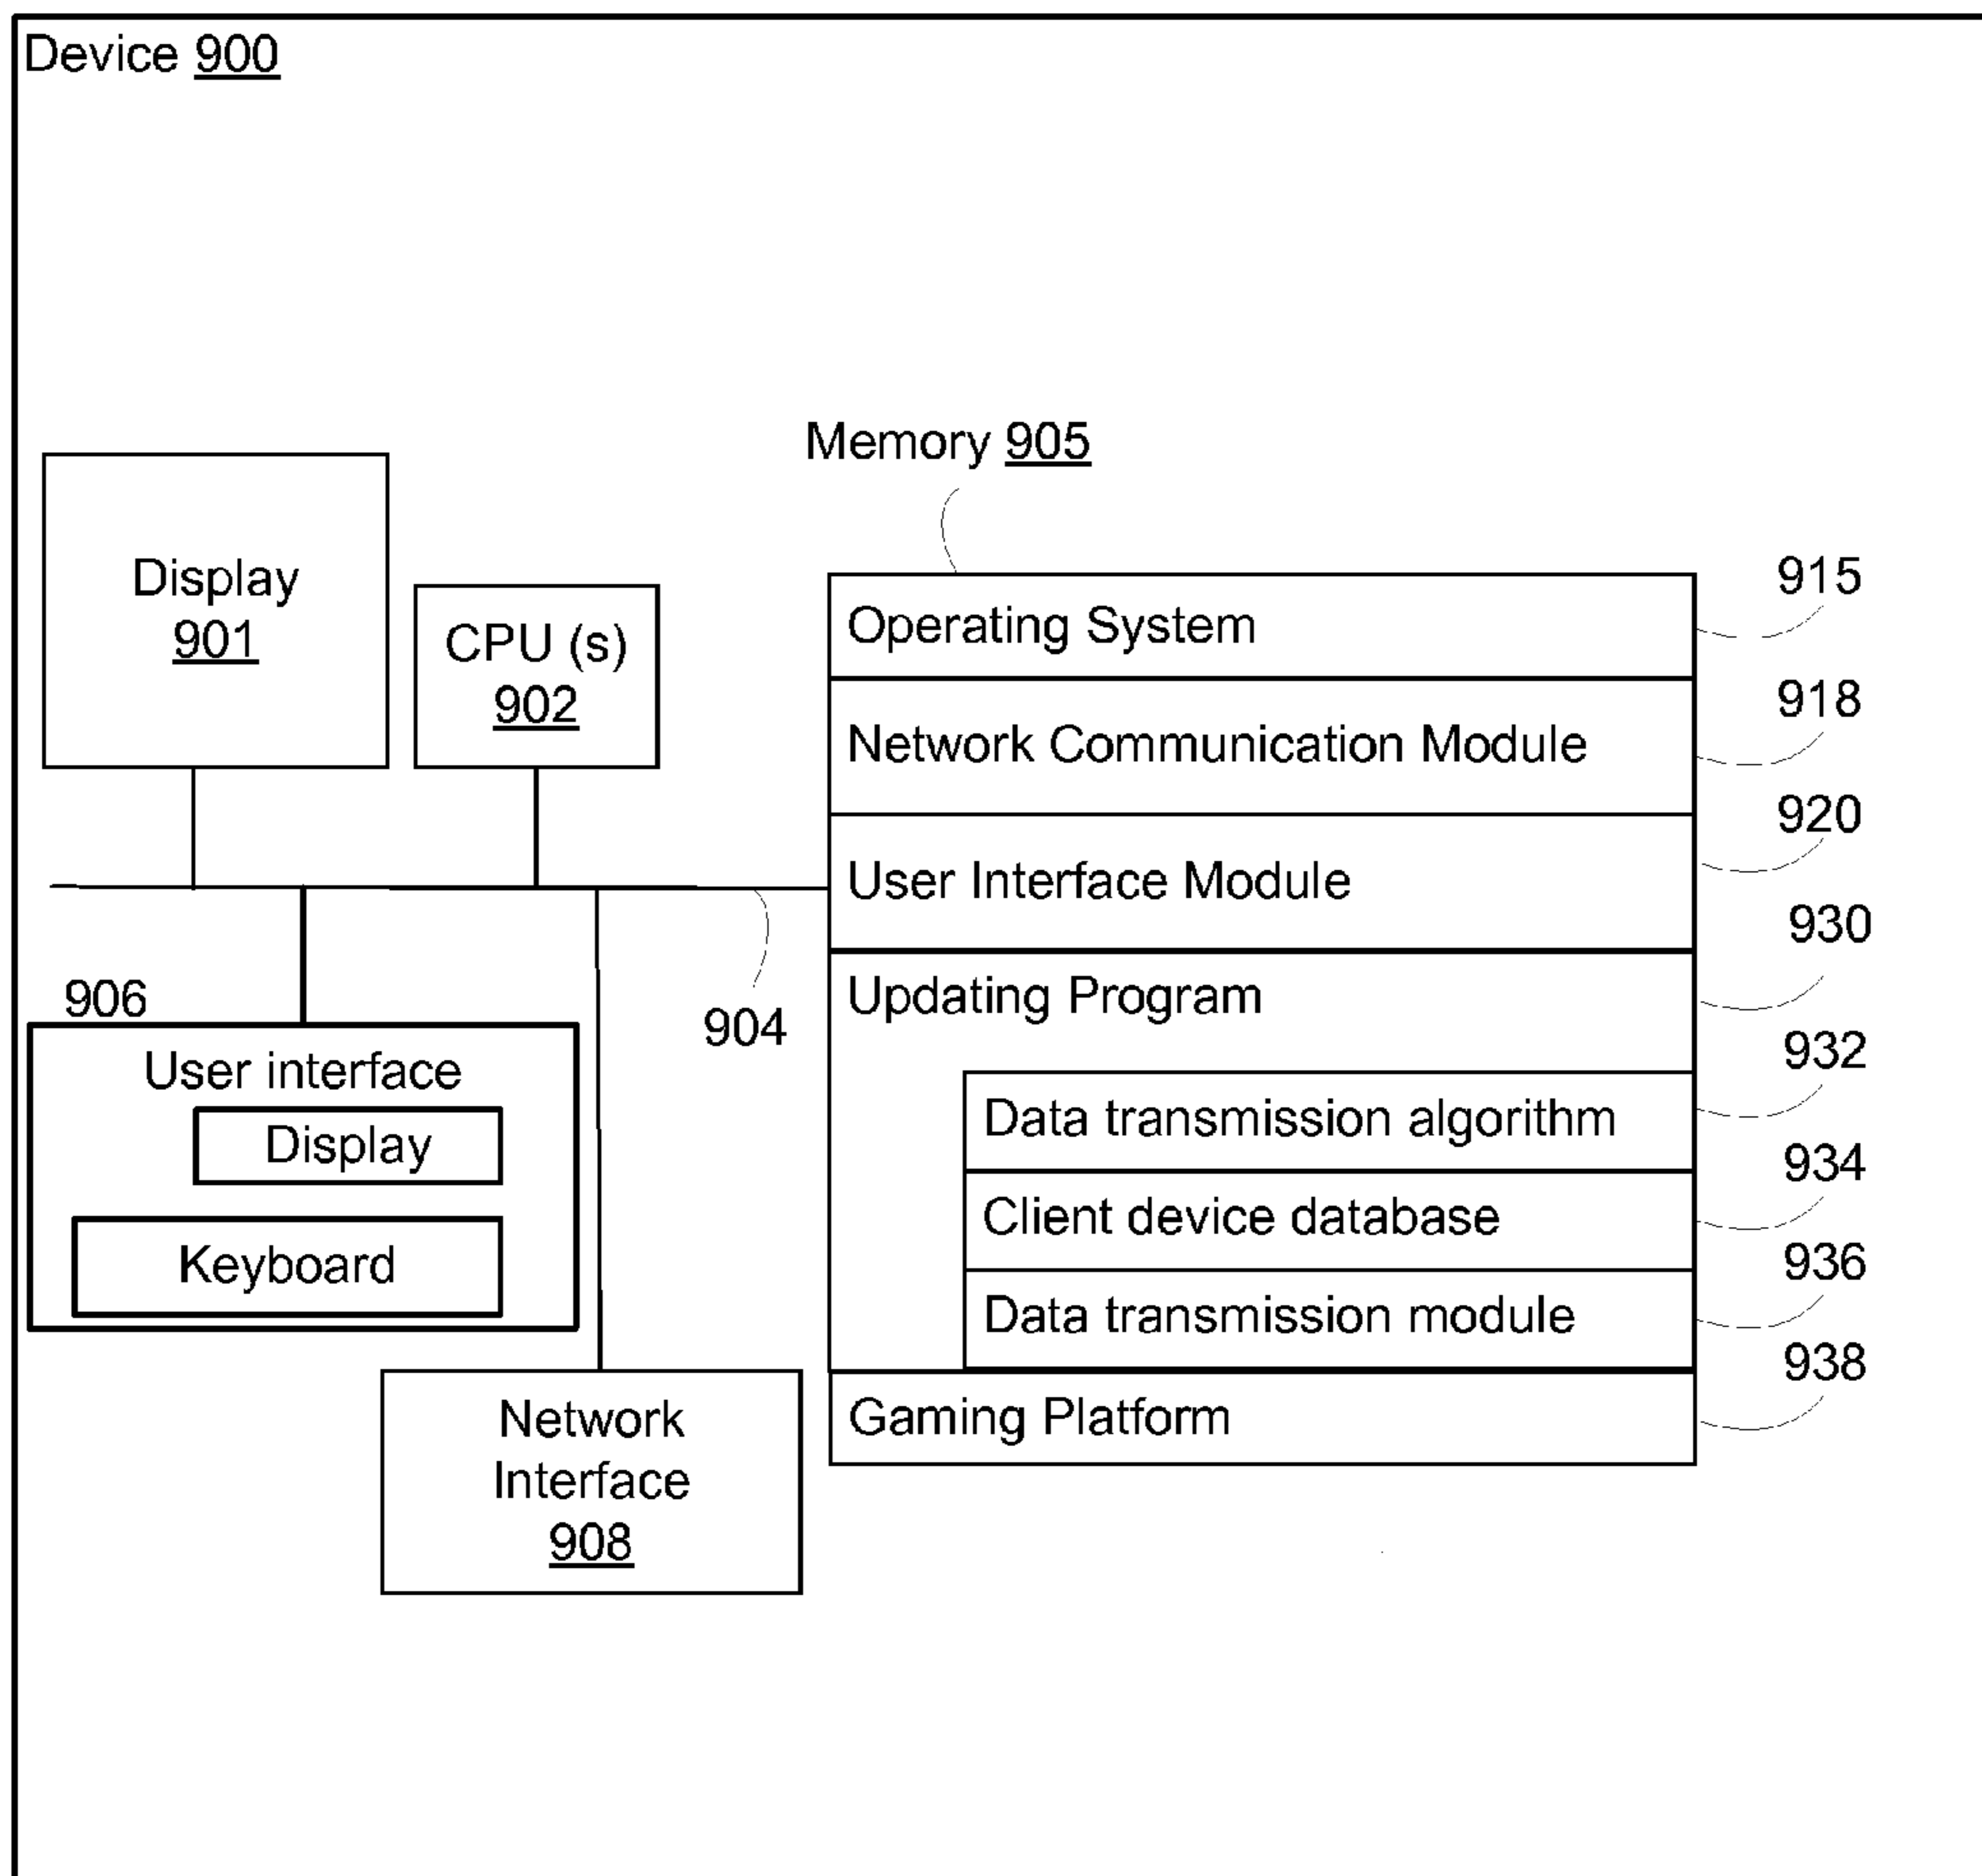 Device 900
Memory 905
Display
901
CPU (s)
902
Operating System
915
Network Communication Module
918
User Interface Module
920
904
Updating Program
930
Data transmission algorithm
932
Client device database
934
Data transmission module
936
Gaming Platform
938
906
User interface
Display
Keyboard
Network
Interface
908